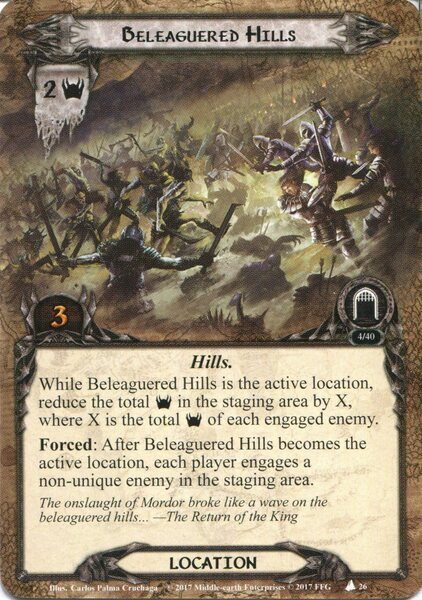 Beleaguered Hills
2
3
4/40
Hills.
While Beleaguered Hills is the active location,
reduce the total in the staging area by X,
where X is the total of each engaged enemy.
Forced: After Beleaguered Hills becomes the
active location, each player engages a
non-unique enemy in the staging area.
The onslaught of Mordor broke like a wave on the
beleaguered hills... —The Return of the King
LOCATION
Illus. Carlos Palma Cruchaga © 2017 Middle-earth Enterprises © 2017 FFG 26